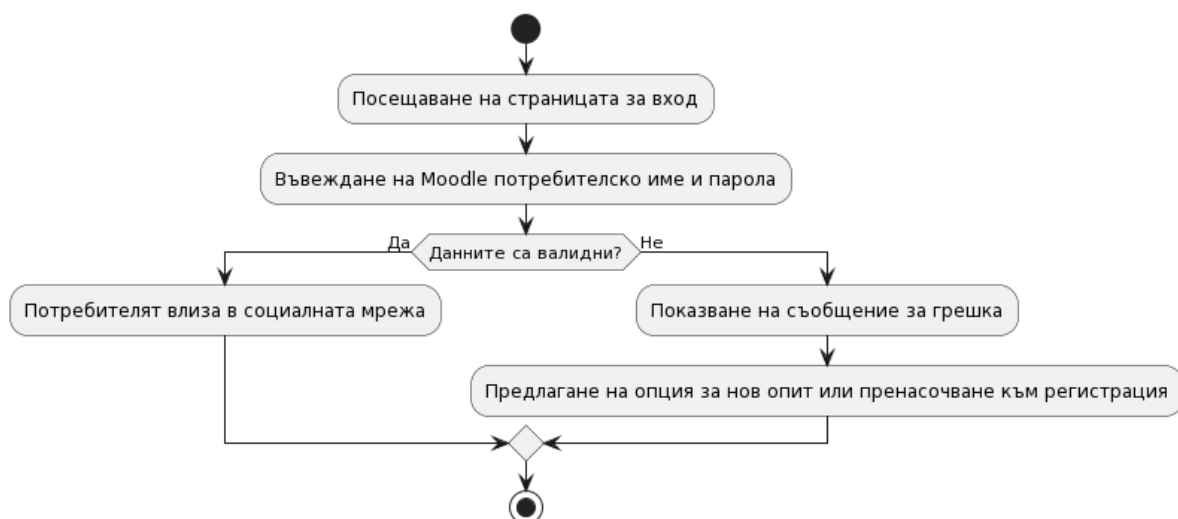 Посещаване на страницата за вход
Въвеждане на Moodle потребителско име и парола
Да
Данните са валидни?
Не
Потребителят влиза в социалната мрежа
Показване на съобщение за грешка
Предлагане на опция за нов опит или пренасочване към регистрация